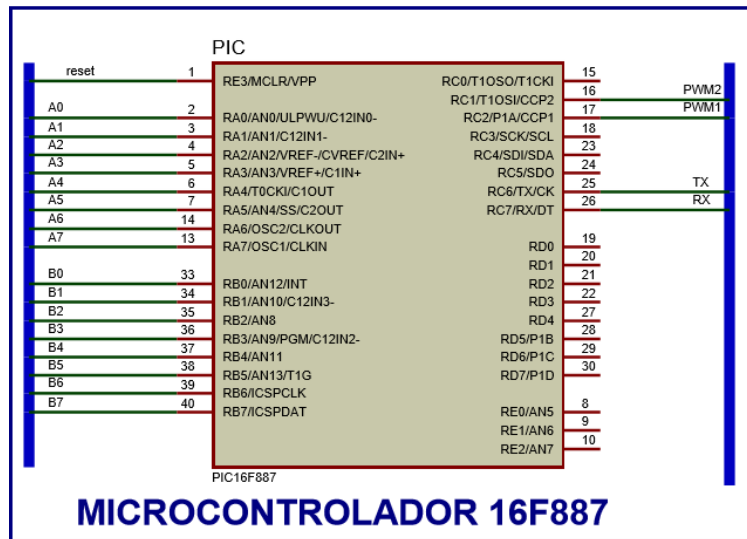 PIC
reset 1 RE3/MCLR/VPP RC0/T1OSO/T1CKI 15
RC1/T1OSI/CCP2 16 PWM2
A0 2 RA0/AN0/ULPWU/C12IN0- RC2/P1A/CCP1 17 PWM1
A1 3 RA1/AN1/C12IN1- RC3/SCK/SCL 18
A2 4 RA2/AN2/VREF-/CVREF/C2IN+ RC4/SDI/SDA 23
A3 5 RA3/AN3/VREF+/C1IN+ RC5/SDO 24
A4 6 RA4/T0CKI/C1OUT RC6/TX/CK 25 TX
A5 7 RA5/AN4/SS/C2OUT RC7/RX/DT 26 RX
A6 14 RA6/OSC2/CLKOUT
A7 13 RA7/OSC1/CLKIN RD0 19
RD1 20
B0 33 RB0/AN12/INT RD2 21
B1 34 RB1/AN10/C12IN3- RD3 22
B2 35 RB2/AN8 RD4 27
B3 36 RB3/AN9/PGM/C12IN2- RD5/P1B 28
B4 37 RB4/AN11 RD6/P1C 29
B5 38 RB5/AN13/T1G RD7/P1D 30
B6 39 RB6/ICSPCLK
B7 40 RB7/ICSPDAT RE0/AN5 8
RE1/AN6 9
RE2/AN7 10
PIC16F887
MICROCONTROLADOR 16F887